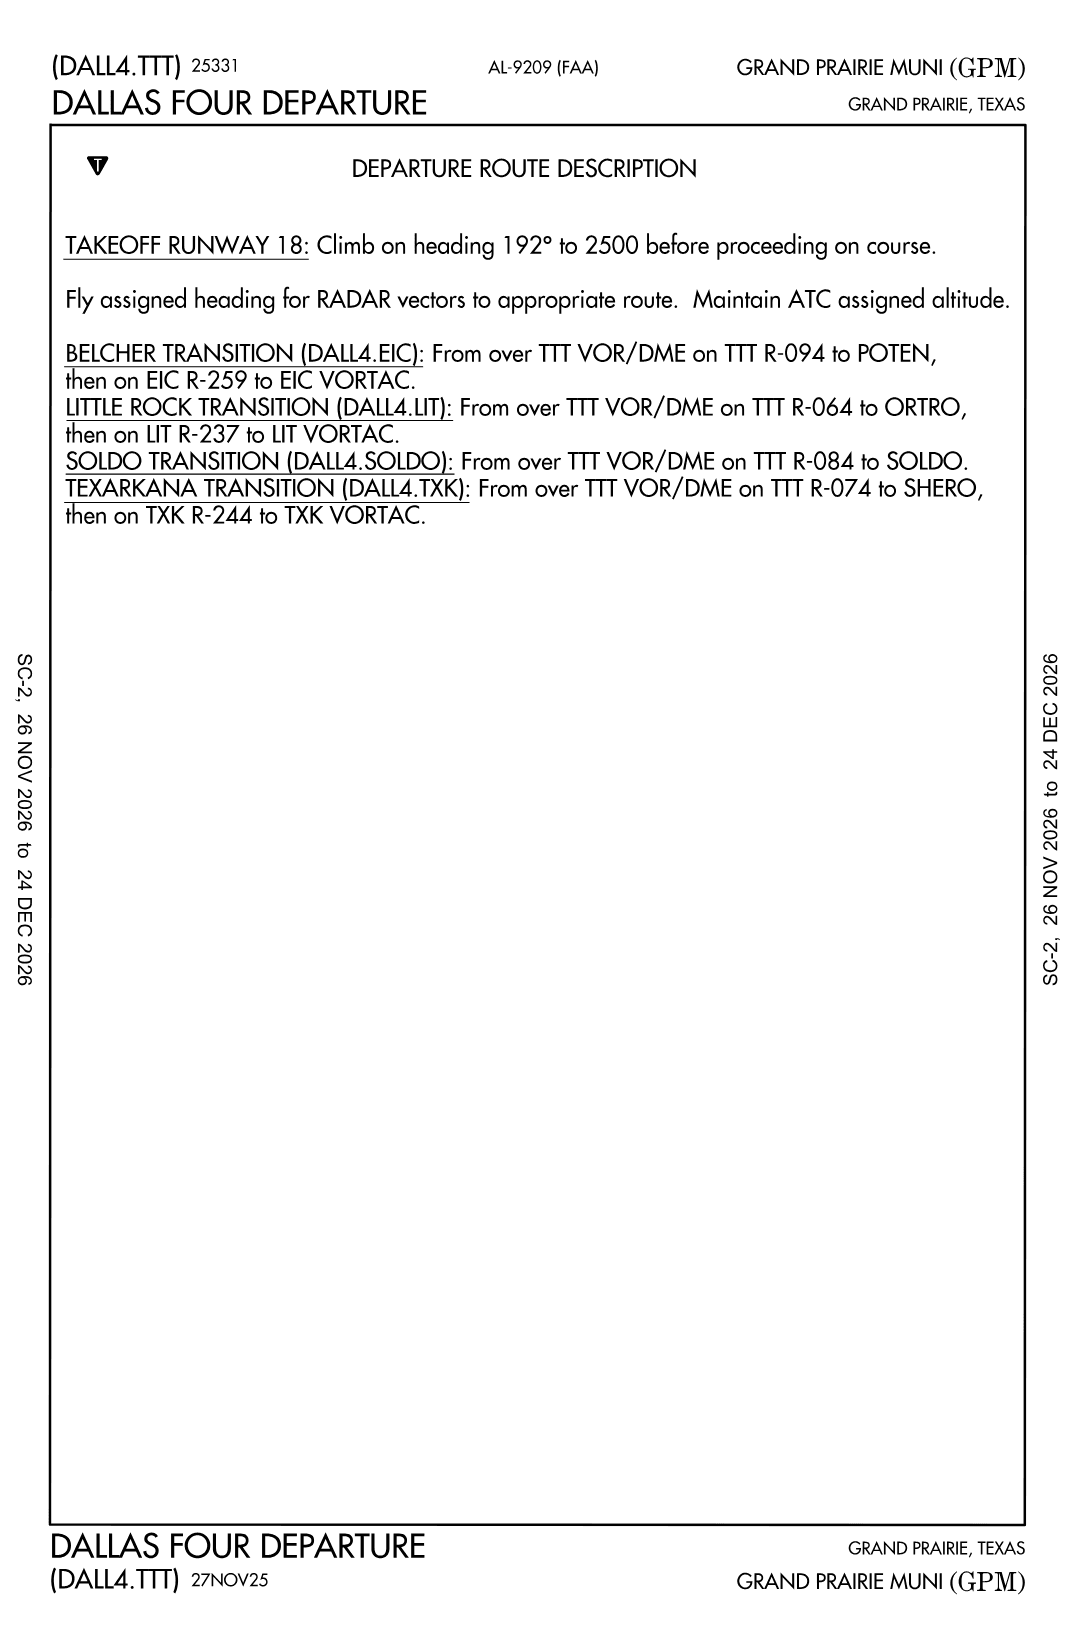 (DALL4.TTT) 25331 AL-9209 (FAA) GRAND PRAIRIE MUNI (GPM)
DALLAS FOUR DEPARTURE GRAND PRAIRIE, TEXAS
T DEPARTURE ROUTE DESCRIPTION
TAKEOFF RUNWAY 18: Climb on heading 192° to 2500 before proceeding on course.
Fly assigned heading for RADAR vectors to appropriate route. Maintain ATC assigned altitude.
BELCHER TRANSITION (DALL4.EIC): From over TTT VOR/DME on TTT R-094 to POTEN,
then on EIC R-259 to EIC VORTAC.
LITTLE ROCK TRANSITION (DALL4.LIT): From over TTT VOR/DME on TTT R-064 to ORTRO,
then on LIT R-237 to LIT VORTAC.
SOLDO TRANSITION (DALL4.SOLDO): From over TTT VOR/DME on TTT R-084 to SOLDO.
TEXARKANA TRANSITION (DALL4.TXK): From over TTT VOR/DME on TTT R-074 to SHERO,
then on TXK R-244 to TXK VORTAC.
SC-2, 26 NOV 2026 to 24 DEC 2026
SC-2, 26 NOV 2026 to 24 DEC 2026
DALLAS FOUR DEPARTURE GRAND PRAIRIE, TEXAS
(DALL4.TTT) 27NOV25 GRAND PRAIRIE MUNI (GPM)